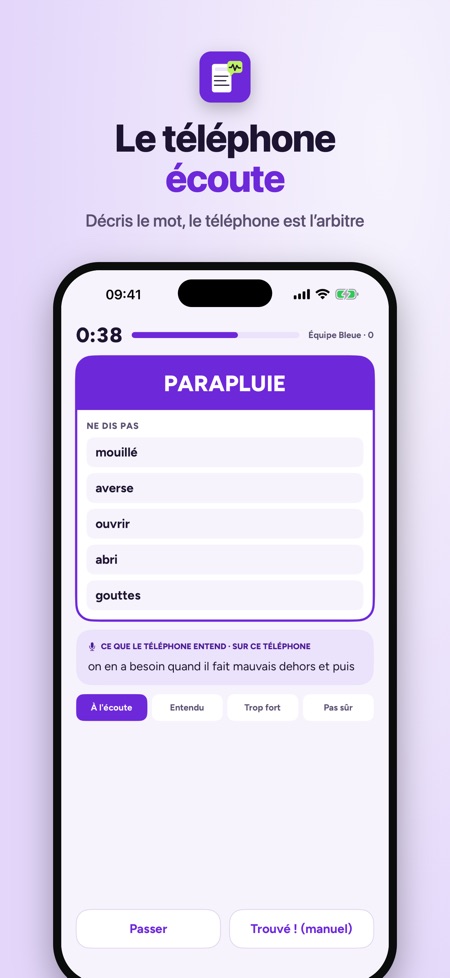 Le téléphone
écoute
Décris le mot, le téléphone est l'arbitre
09:41
0:38
Équipe Bleue · 0
PARAPLUIE
NE DIS PAS
mouillé
averse
ouvrir
abri
gouttes
CE QUE LE TÉLÉPHONE ENTEND · SUR CE TÉLÉPHONE
on en a besoin quand il fait mauvais dehors et puis
À l'écoute Entendu Trop fort Pas sûr
Passer Trouvé ! (manuel)